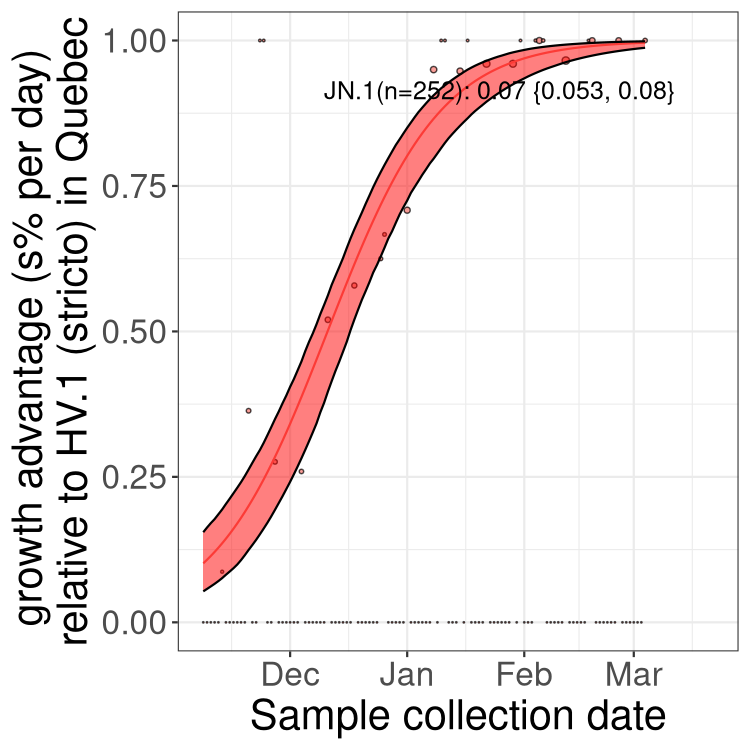 growth advantage (s% per day)
relative to HV.1 (stricto) in Quebec
1.00
0.75
0.50
0.25
0.00
JN.1(n=252): 0.07 {0.053, 0.08}
Dec
Jan
Feb
Mar
Sample collection date